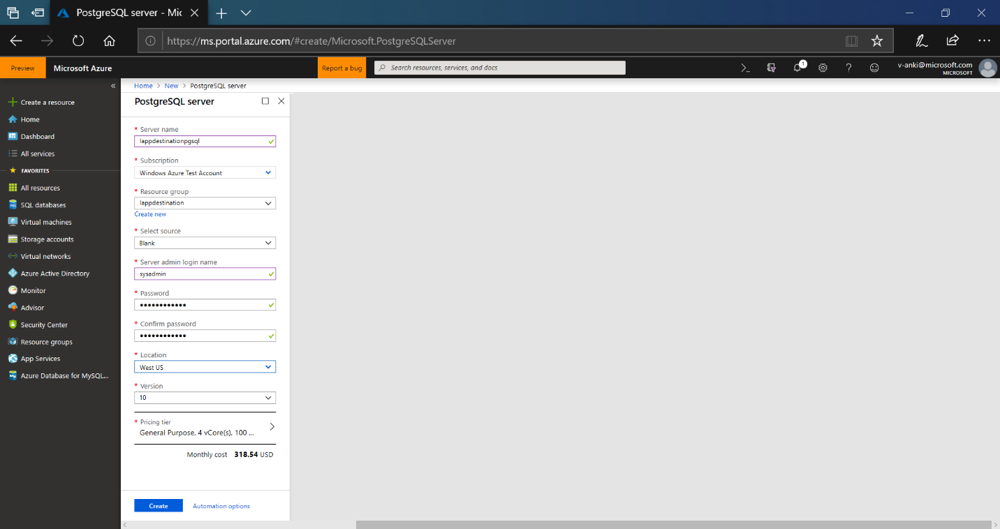 PostgreSQL server - Mic
https://ms.portal.azure.com/#create/Microsoft.PostgreSQLServer
Preview
Microsoft Azure
Report a bug
Search resources, services, and docs
1
v-anki@microsoft.com
MICROSOFT
Create a resource
Home
Dashboard
All services
FAVORITES
All resources
SQL databases
Virtual machines
Storage accounts
Virtual networks
Azure Active Directory
Monitor
Advisor
Security Center
Resource groups
App Services
Azure Database for MySQL...
Home > New > PostgreSQL server
PostgreSQL server
* Server name
lappdestinationpgsql
* Subscription
Windows Azure Test Account
* Resource group
lappdestination
Create new
* Select source
Blank
* Server admin login name
sysadmin
* Password
••••••••••••
* Confirm password
••••••••••••
* Location
West US
* Version
10
* Pricing tier
General Purpose, 4 vCore(s), 100 ...
Monthly cost 318.54 USD
Create
Automation options